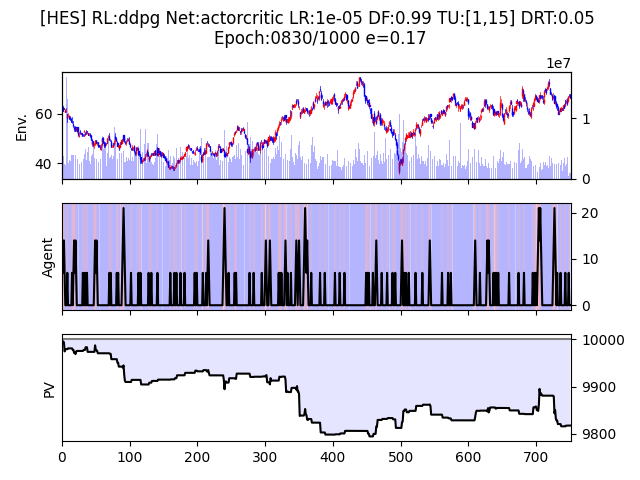 [HES] RL:ddpg Net:actorcritic LR:1e-05 DF:0.99 TU:[1,15] DRT:0.05
Epoch:0830/1000 e=0.17
1e7
Env.
60
40
1
0
Agent
20
10
0
PV
10000
9900
9800
0 100 200 300 400 500 600 700